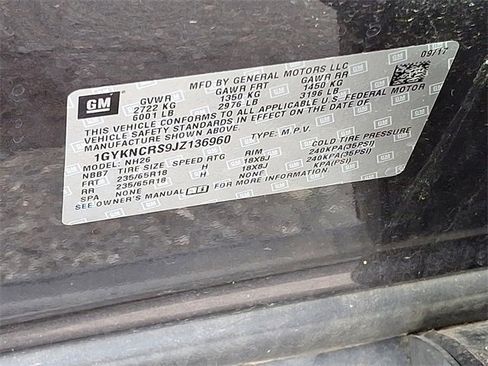 09/17
GM
MFD BY GENERAL MOTORS LLC
GVWR GAWR FRT GAWR RR
2722 KG 1350 KG 1450 KG
6001 LB 2976 LB 3196 LB
THIS VEHICLE CONFORMS TO ALL APPLICABLE U.S. FEDERAL MOTOR
VEHICLE SAFETY STANDARDS IN EFFECT ON THE DATE OF
MANUFACTURE SHOWN ABOVE.
1GYKNCRS9JZ136960 TYPE: M.P.V.
MODEL: NH26
NBB7 TIRE SIZE SPEED RTG RIM COLD TIRE PRESSURE
FRT 235/65R18 H 18X8J 240KPA(35PSI)
RR 235/65R18 H 18X8J 240KPA(35PSI)
SPA NONE NONE KPA(PSI)
SEE OWNER'S MANUAL FOR MORE INFORMATION